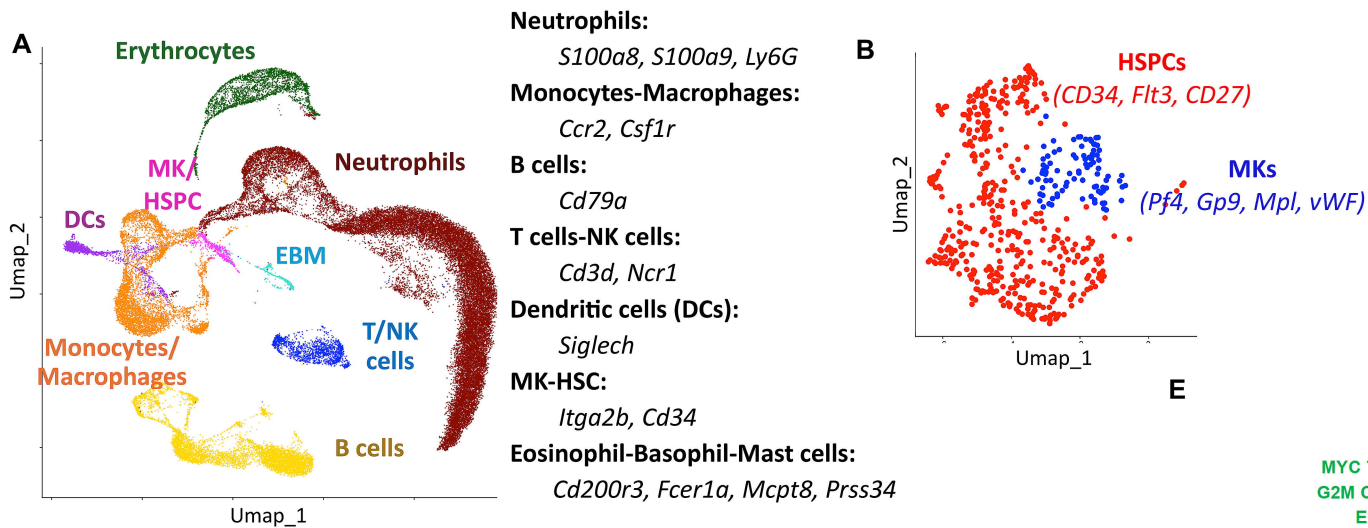 A
Erythrocytes
MK/
HSPC
Neutrophils
DCs
EBM
T/NK
cells
Monocytes/
Macrophages
B cells
Umap_2
Umap_1
Neutrophils:
S100a8, S100a9, Ly6G
Monocytes-Macrophages:
Ccr2, Csf1r
B cells:
Cd79a
T cells-NK cells:
Cd3d, Ncr1
Dendritic cells (DCs):
Siglech
MK-HSC:
Itga2b, Cd34
Eosinophil-Basophil-Mast cells:
Cd200r3, Fcer1a, Mcpt8, Prss34
B
HSPCs
(CD34, Flt3, CD27)
MKs
(Pf4, Gp9, Mpl, vWF)
Umap_2
Umap_1
E
MYC
G2M